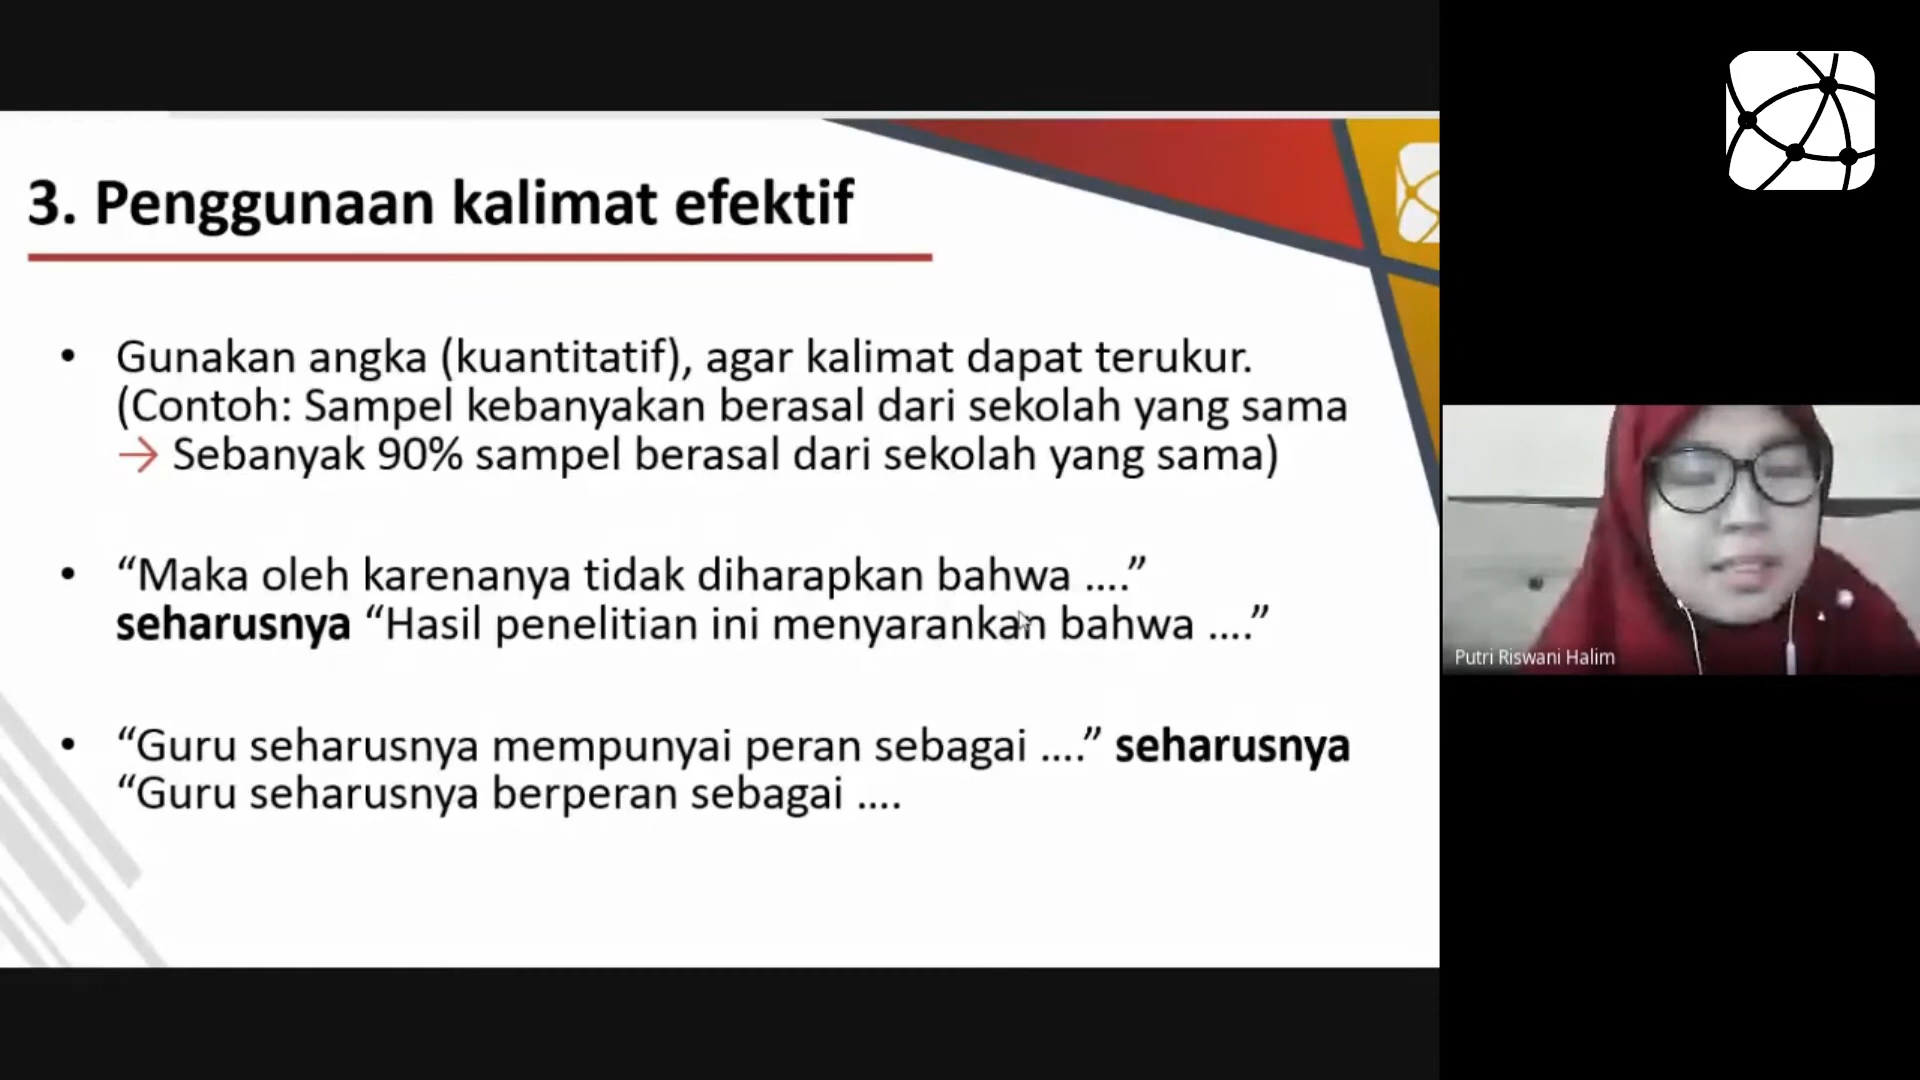 3. Penggunaan kalimat efektif
• Gunakan angka (kuantitatif), agar kalimat dapat terukur.
(Contoh: Sampel kebanyakan berasal dari sekolah yang sama
→ Sebanyak 90% sampel berasal dari sekolah yang sama)
• “Maka oleh karenanya tidak diharapkan bahwa ....”
seharusnya “Hasil penelitian ini menyarankan bahwa ....”
• “Guru seharusnya mempunyai peran sebagai ....” seharusnya
“Guru seharusnya berperan sebagai ....
Putri Riswani Halim